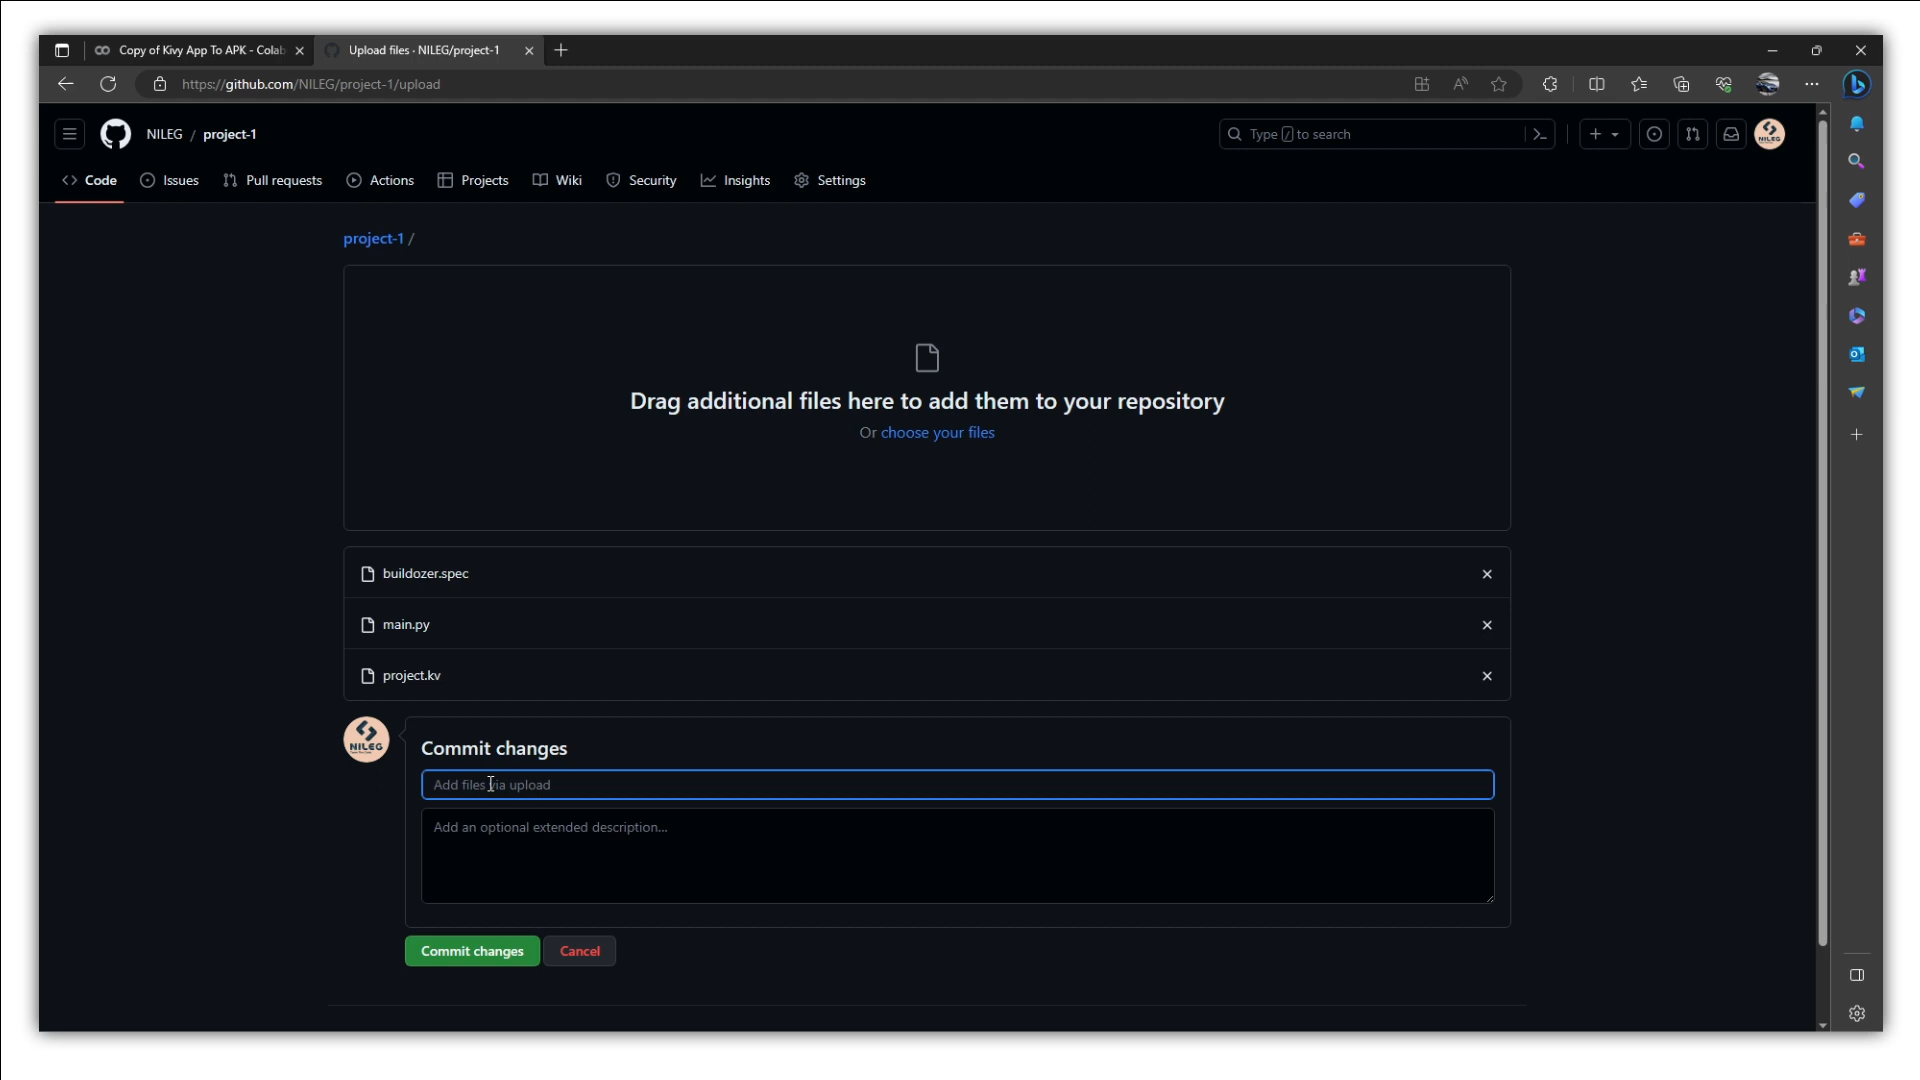 Copy of Kivy App To APK - Colab
Upload files · NILEG/project-1
https://github.com/NILEG/project-1/upload
NILEG / project-1
Type / to search
Code
Issues
Pull requests
Actions
Projects
Wiki
Security
Insights
Settings
project-1 /
Drag additional files here to add them to your repository
Or choose your files
buildozer.spec
main.py
project.kv
NILEG
Commit changes
Add files via upload
Add an optional extended description...
Commit changes
Cancel